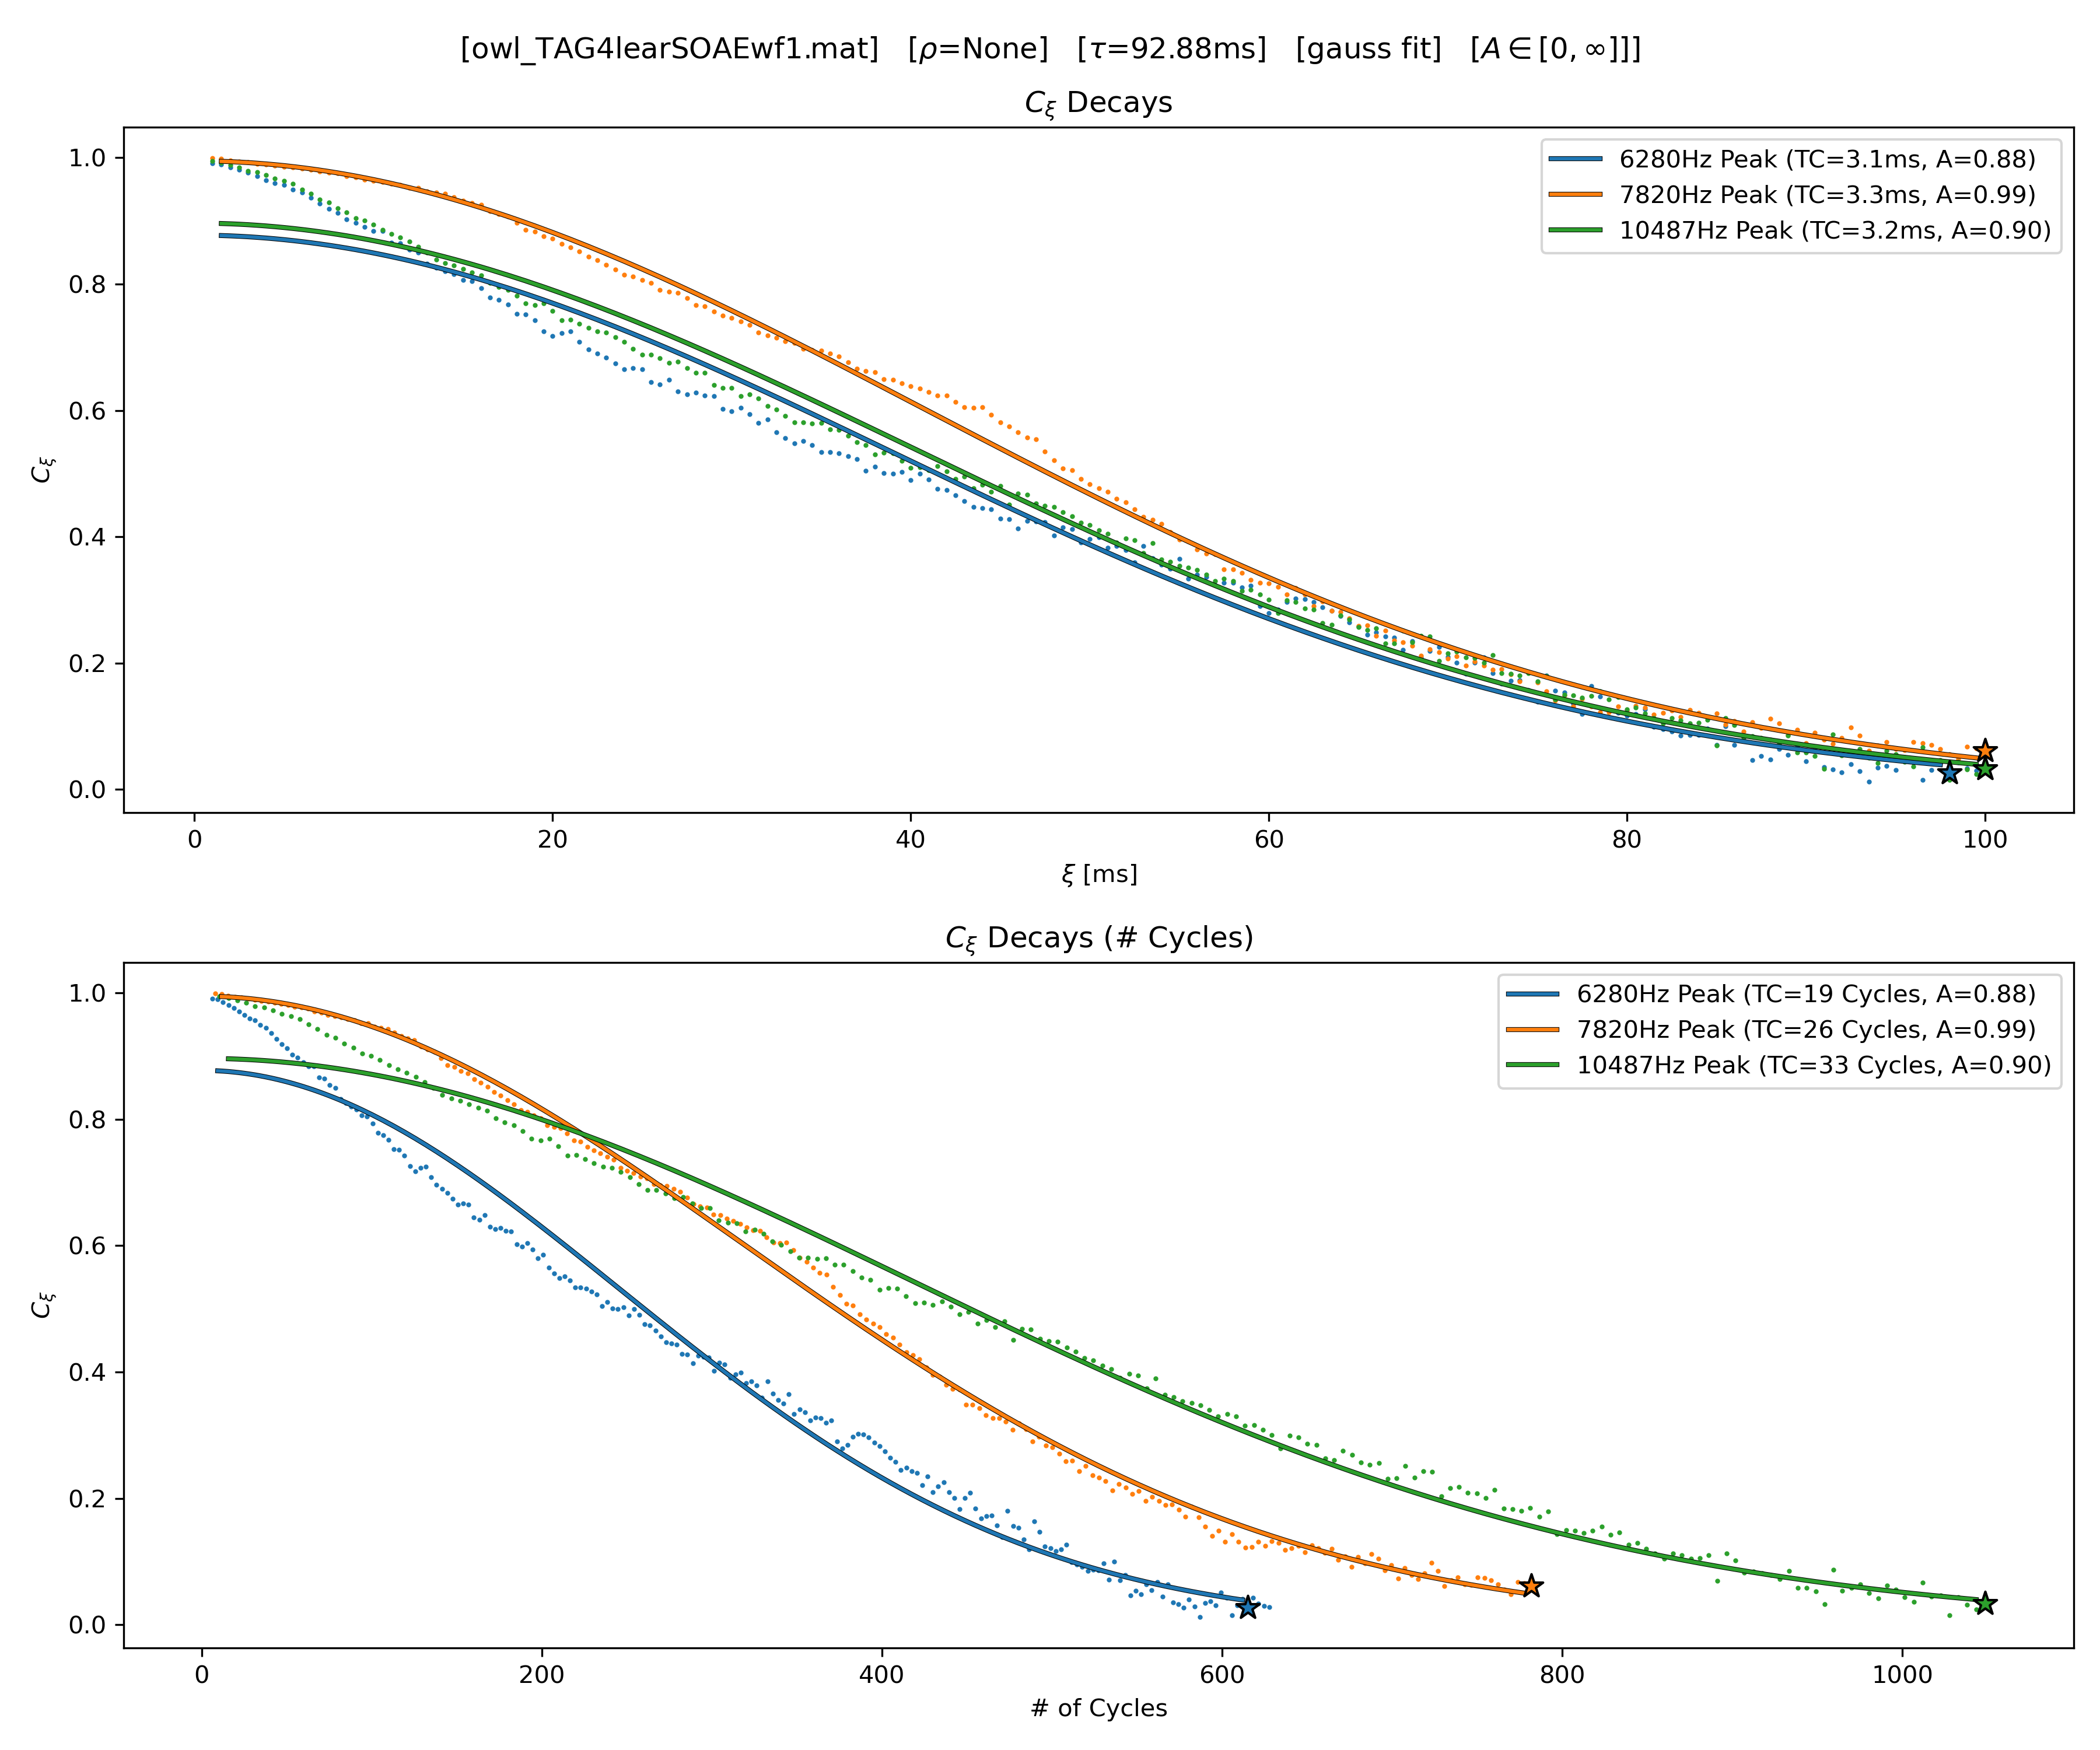 [owl_TAG4learSOAEwf1.mat] [ρ=None] [τ=92.88ms] [gauss fit] [A ∈ [0, ∞]]]
C_ξ Decays
1.0
0.8
0.6
0.4
0.2
0.0
C_ξ
6280Hz Peak (TC=3.1ms, A=0.88)
7820Hz Peak (TC=3.3ms, A=0.99)
10487Hz Peak (TC=3.2ms, A=0.90)
0 20 40 60 80 100
ξ [ms]
C_ξ Decays (# Cycles)
1.0
0.8
0.6
0.4
0.2
0.0
C_ξ
6280Hz Peak (TC=19 Cycles, A=0.88)
7820Hz Peak (TC=26 Cycles, A=0.99)
10487Hz Peak (TC=33 Cycles, A=0.90)
0 200 400 600 800 1000
# of Cycles